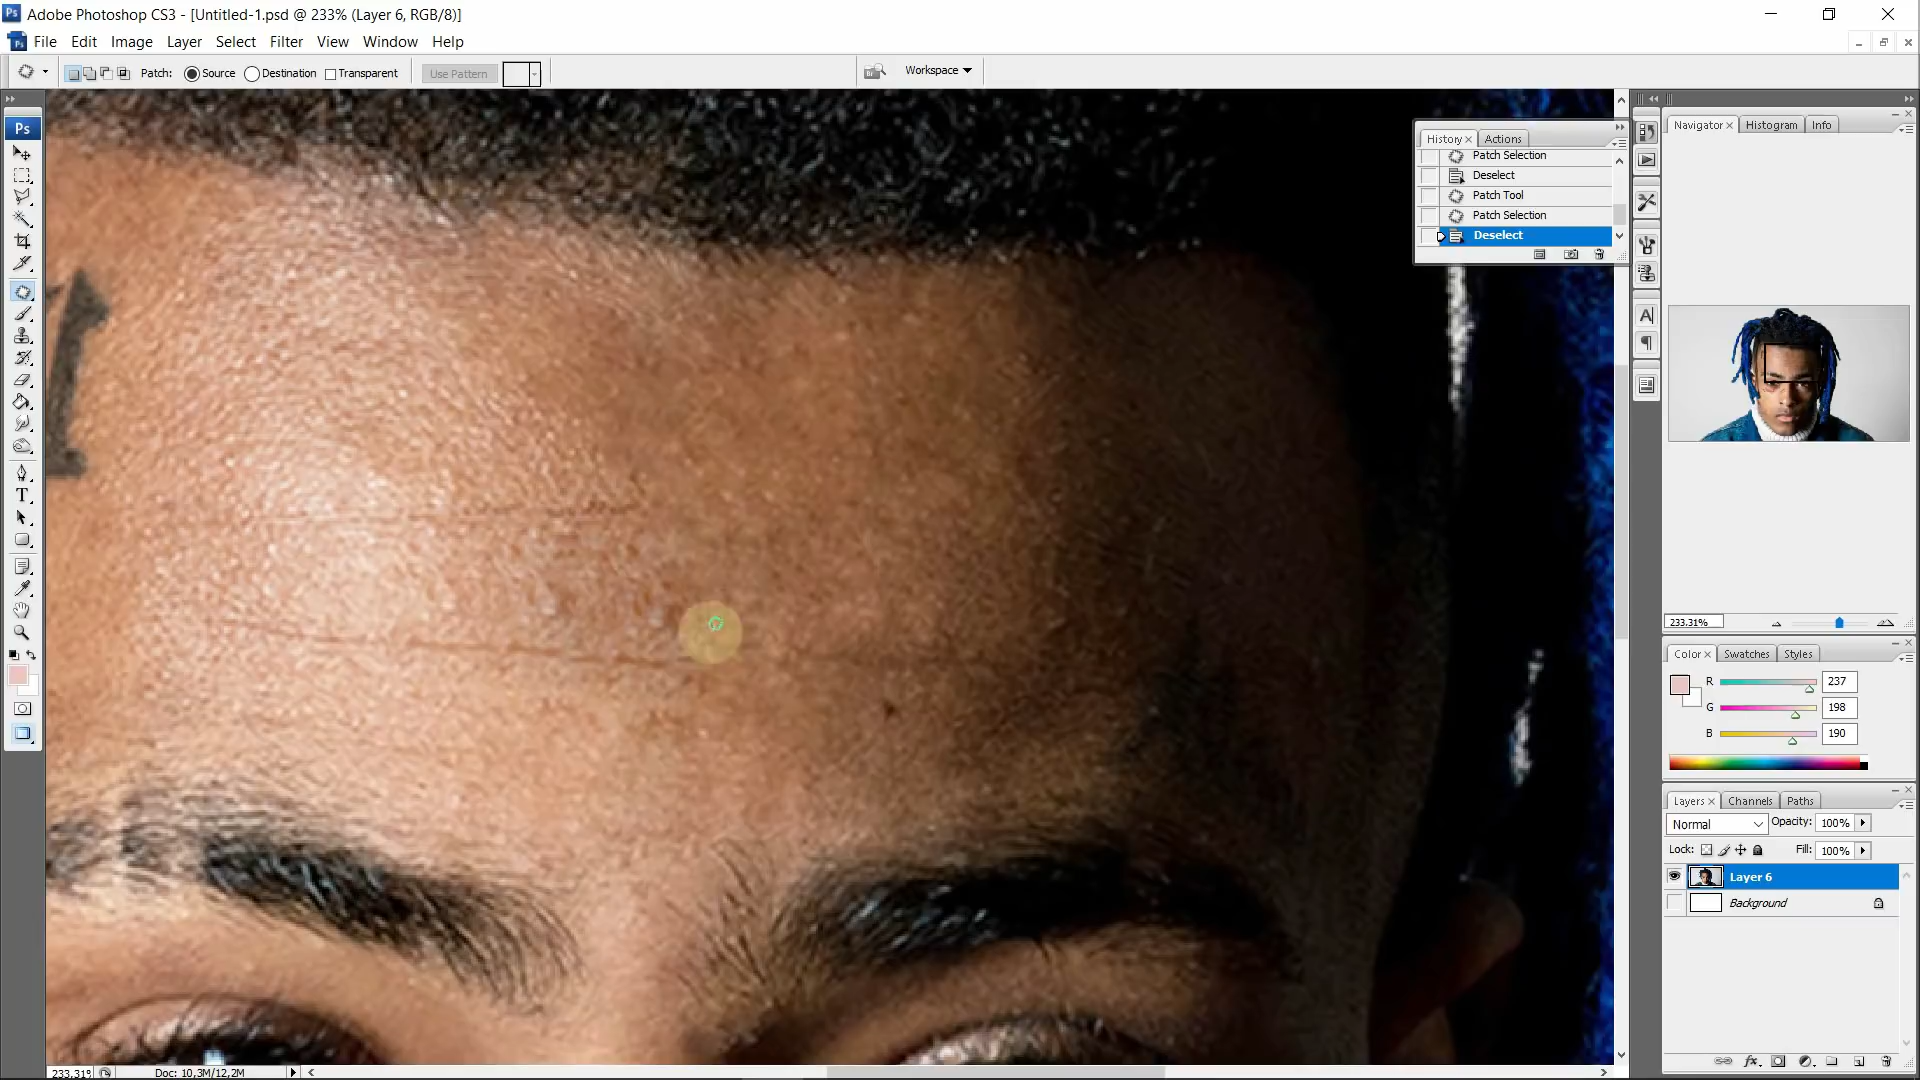 Adobe Photoshop CS3 - [Untitled-1.psd @ 233% (Layer 6, RGB/8)]
File Edit Image Layer Select Filter View Window Help
Patch: Source Destination Transparent Use Pattern Workspace
Ps
T
History × Actions
Patch Selection
Deselect
Patch Tool
Patch Selection
Deselect
A
Navigator × Histogram Info
233.31%
Color × Swatches Styles
R 237
G 198
B 190
Layers × Channels Paths
Normal Opacity: 100%
Lock: Fill: 100%
Layer 6
Background
233.31% Doc: 10,3M/12,2M